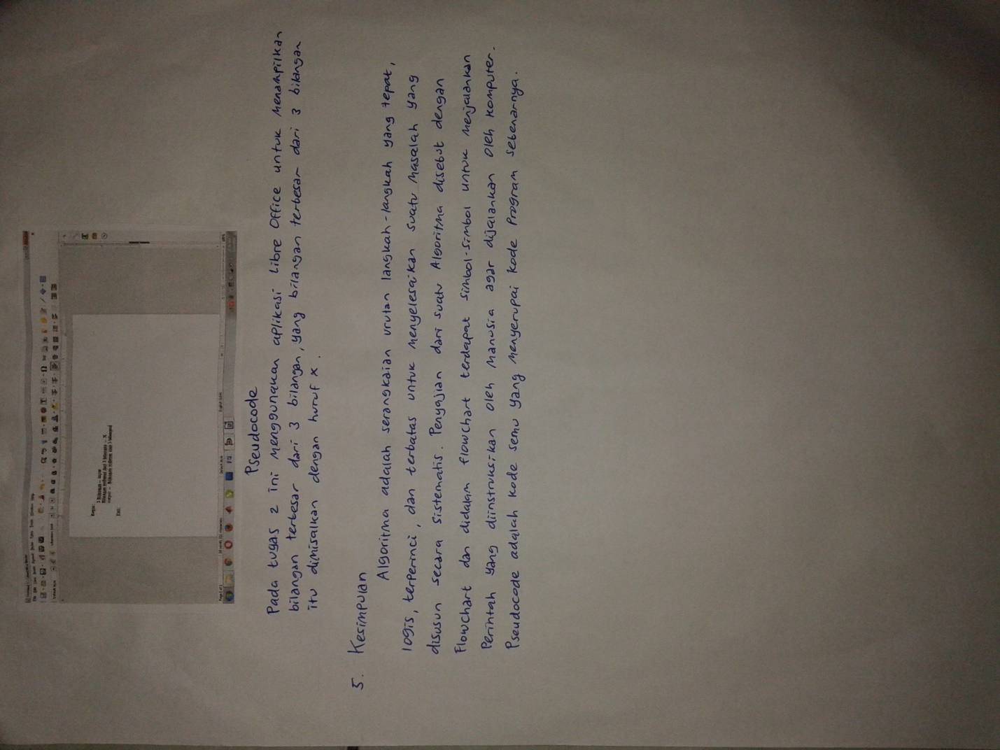 Pseudocode
Pada tugas 2 ini menggunakan aplikasi Libre Office untuk menampilkan
bilangan terbesar dari 3 bilangan, yang bilangan terbesar dari 3 bilangan
itu dimisalkan dengan huruf x.
5. Kesimpulan
Algoritma adalah serangkaian urutan langkah-langkah yang tepat,
logis, terperinci, dan terbatas untuk menyelesaikan suatu masalah yang
disusun secara sistematis. Penyajian dari suatu Algoritma disebut dengan
Flowchart dan didalam flowchart terdapat simbol-simbol untuk menjalankan
Perintah yang diinstruksikan oleh manusia agar dijalankan oleh komputer.
Pseudocode adalah kode semu yang menyerupai kode Program sebenarnya.